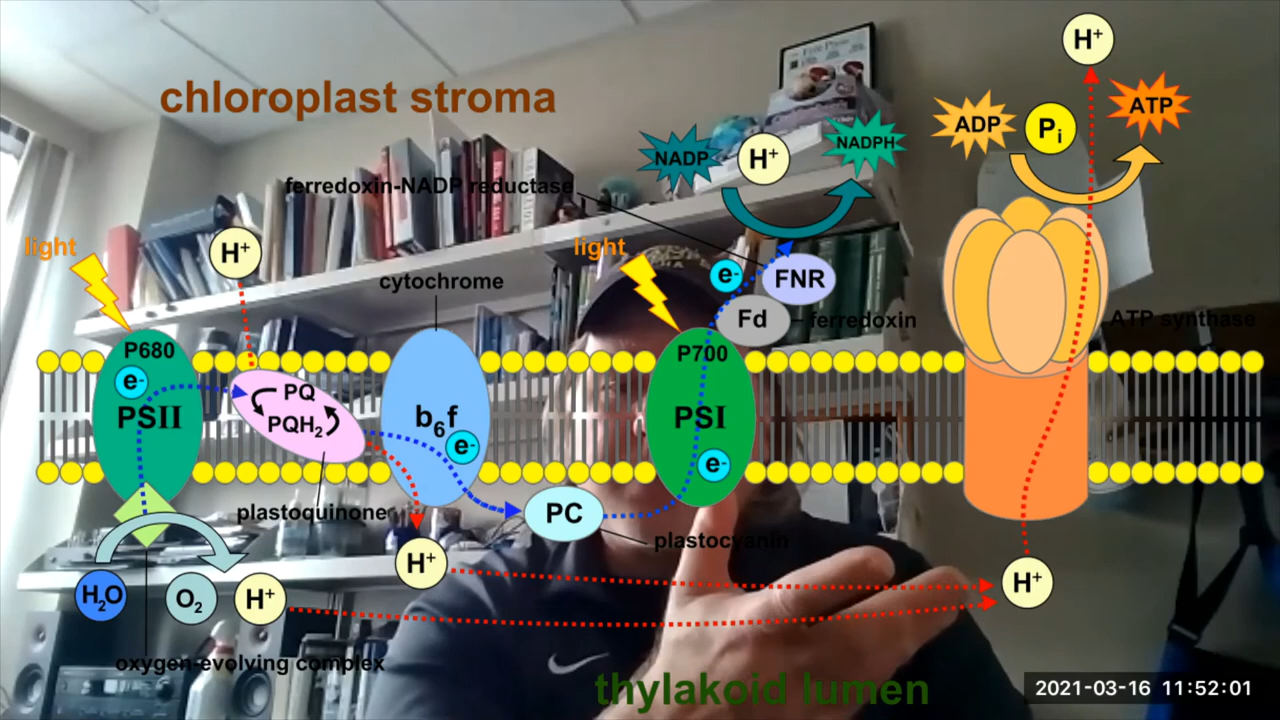 chloroplast stroma
H⁺
ADP
Pᵢ
ATP
NADP
H⁺
NADPH
ferredoxin-NADP reductase
light
H⁺
light
cytochrome
e-
FNR
Fd
ferredoxin
ATP synthase
P680
P700
e-
PSII
PQ
PQH₂
b₆f
e-
PSI
e-
plastoquinone
PC
plastocyanin
H⁺
H⁺
H₂O
O₂
H⁺
oxygen-evolving complex
thylakoid lumen
2021-03-16 11:52:01